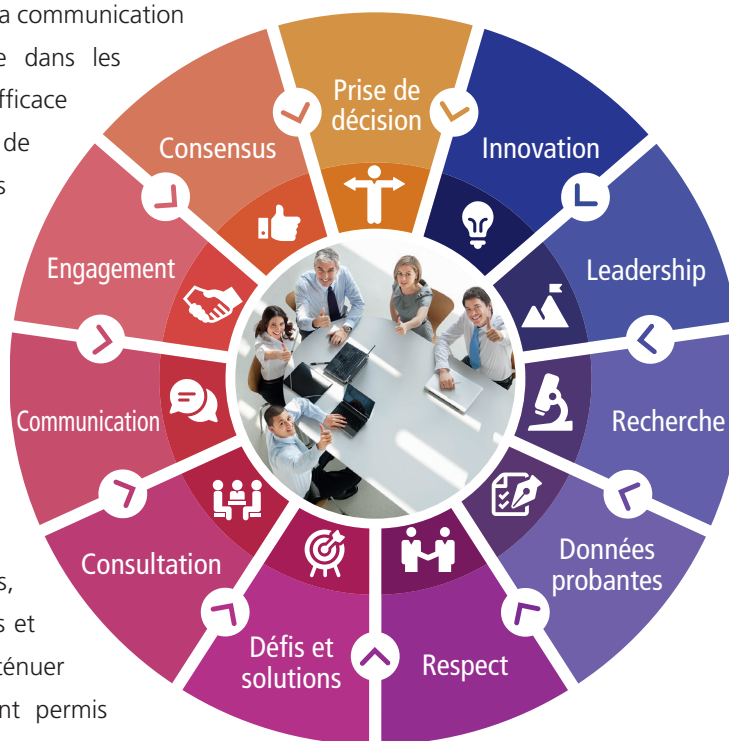 a communication
e dans les
fficace
de
s
Prise de
décision
Innovation
Leadership
Recherche
Données
probantes
Respect
Défis et
solutions
Consultation
Communication
Engagement
Consensus
s,
s et
ténuer
nt permis